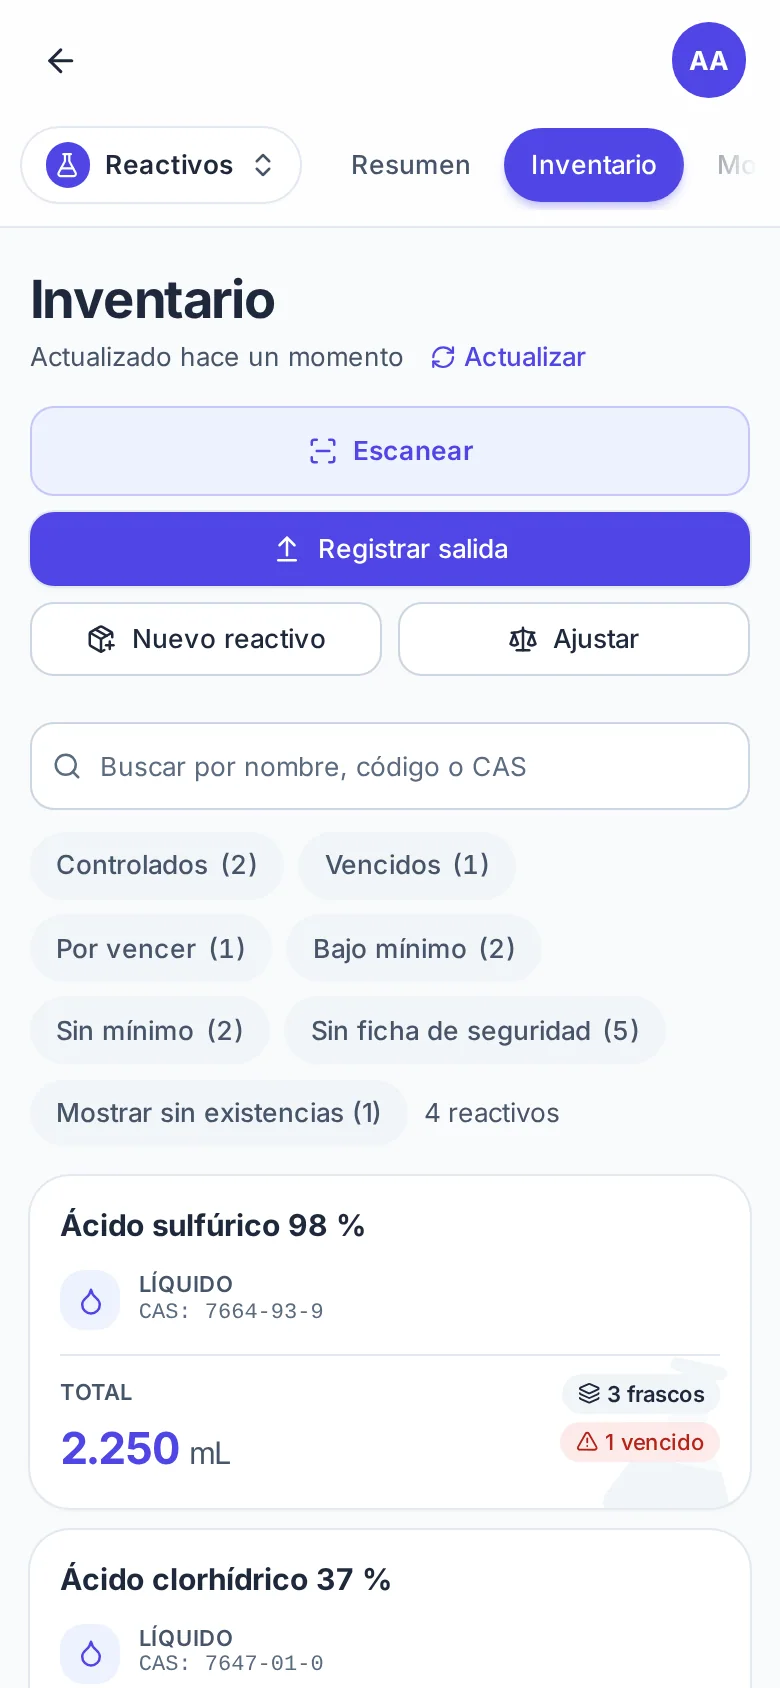 AA
Reactivos Resumen Inventario Mo
Inventario
Actualizado hace un momento Actualizar
Escanear
Registrar salida
Nuevo reactivo Ajustar
Buscar por nombre, código o CAS
Controlados (2) Vencidos (1)
Por vencer (1) Bajo mínimo (2)
Sin mínimo (2) Sin ficha de seguridad (5)
Mostrar sin existencias (1) 4 reactivos
Ácido sulfúrico 98 %
LÍQUIDO
CAS: 7664-93-9
TOTAL 3 frascos
2.250 mL 1 vencido
Ácido clorhídrico 37 %
LÍQUIDO
CAS: 7647-01-0